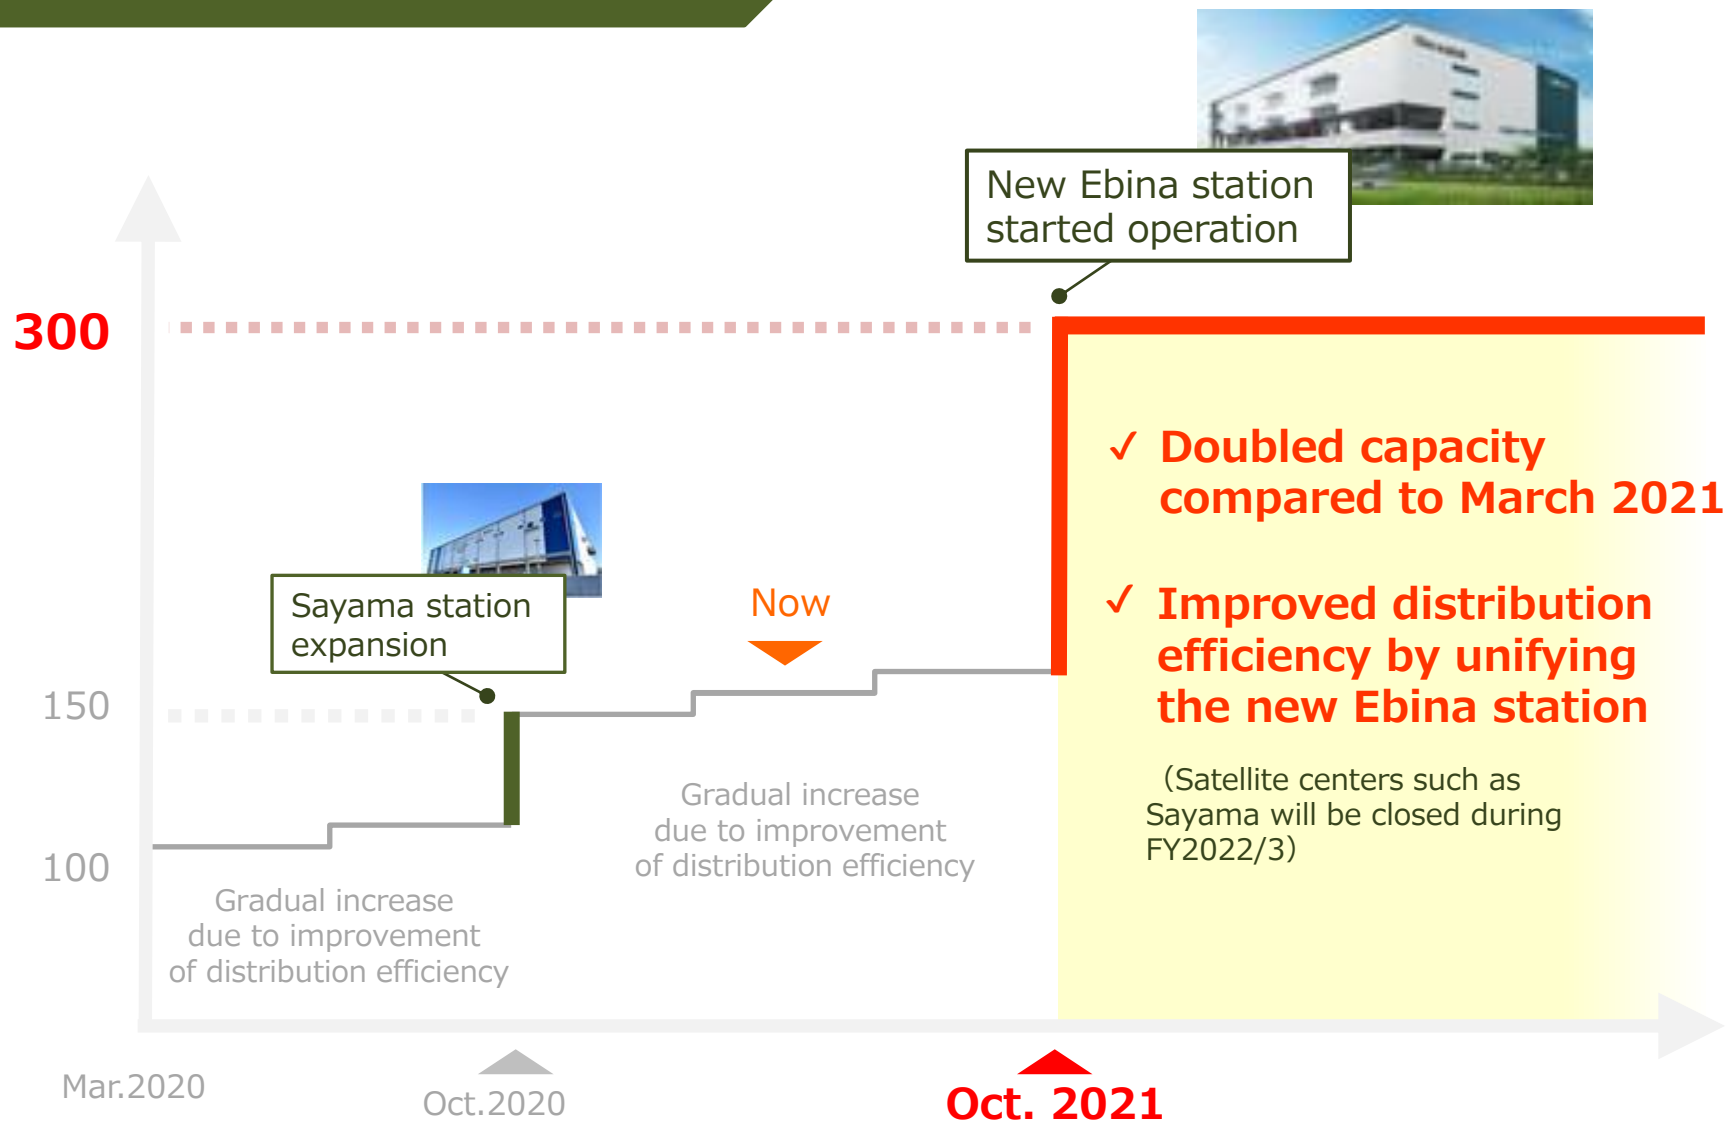 New Ebina station
started operation
300
✓ Doubled capacity
compared to March 2021
Sayama station
expansion
Now
✓ Improved distribution
efficiency by unifying
the new Ebina station
150
（Satellite centers such as
Sayama will be closed during
FY2022/3）
Gradual increase
due to improvement
of distribution efficiency
100
Gradual increase
due to improvement
of distribution efficiency
Mar.2020
Oct.2020
Oct. 2021